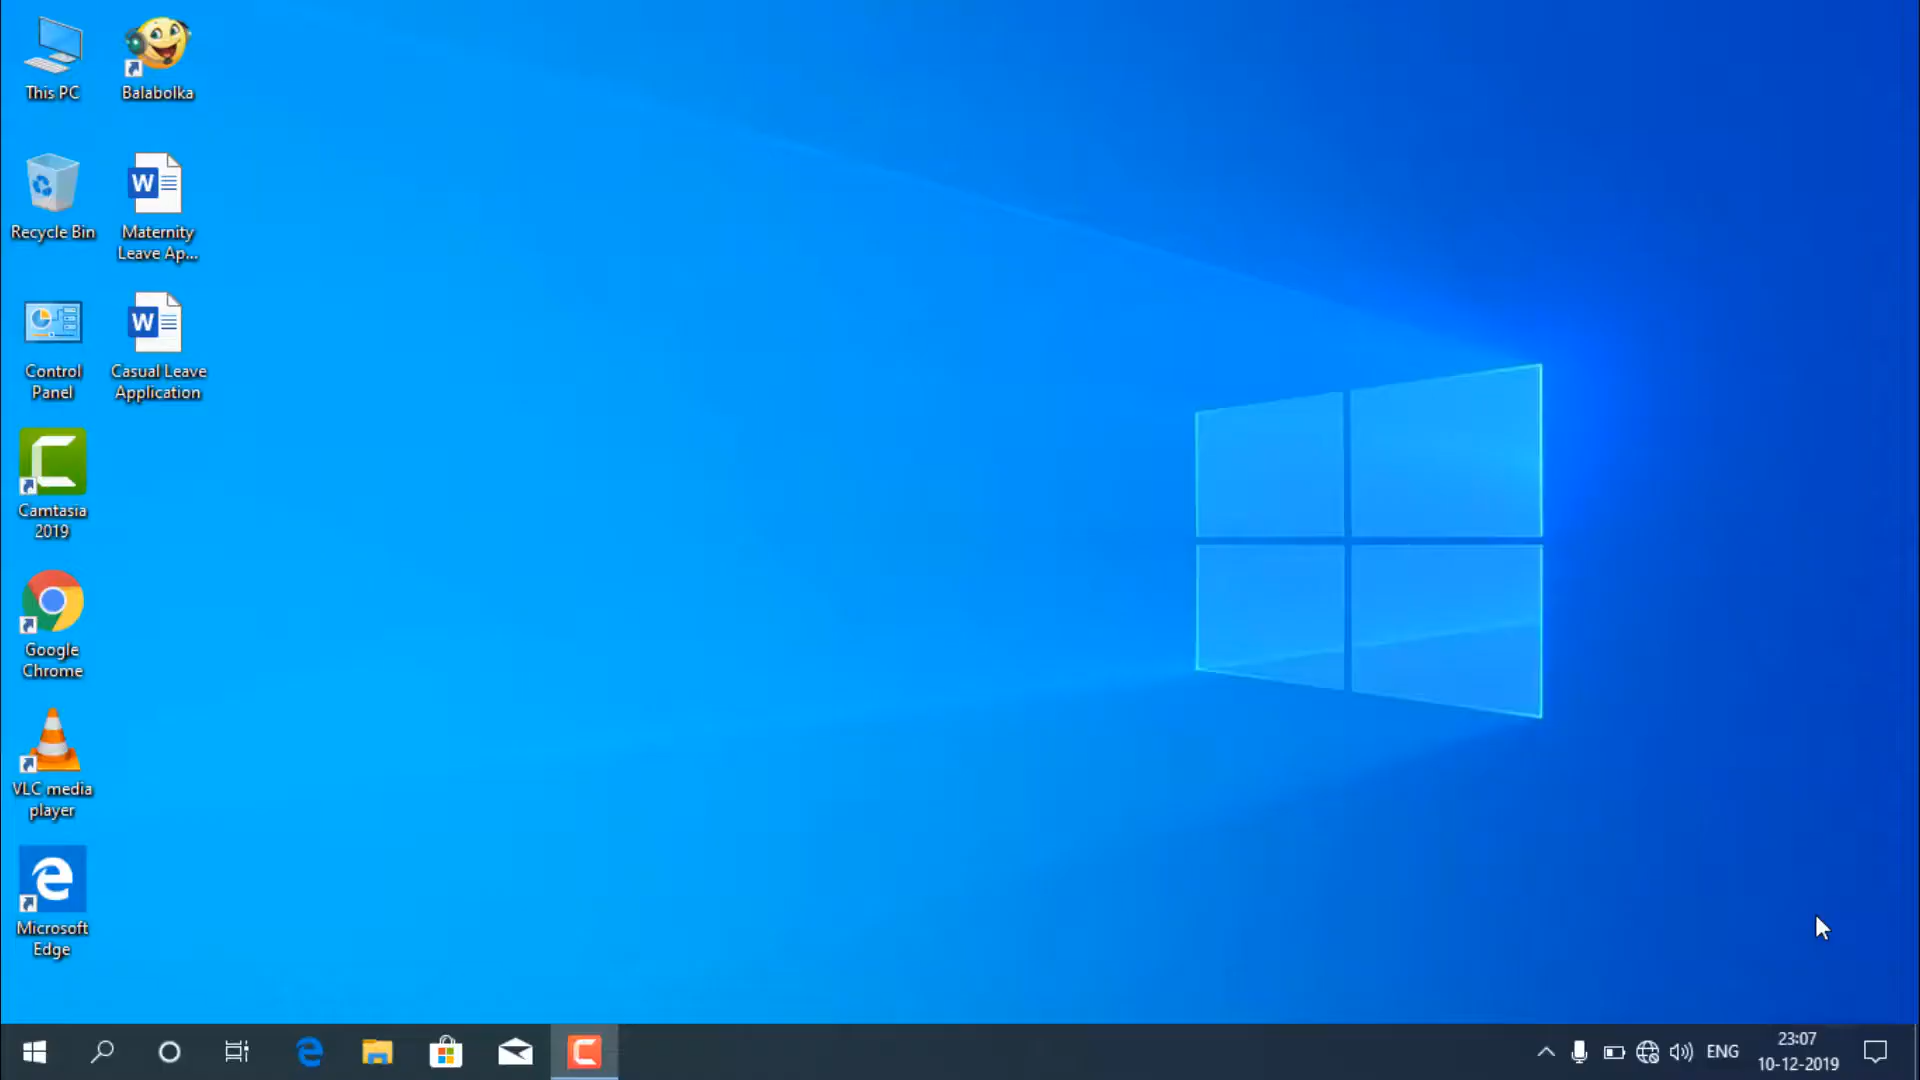 This PC
Balabolka
Recycle Bin
Maternity
Leave Ap...
Control
Panel
Casual Leave
Application
Camtasia
2019
Google
Chrome
VLC media
player
Microsoft
Edge
ENG
23:07
10-12-2019